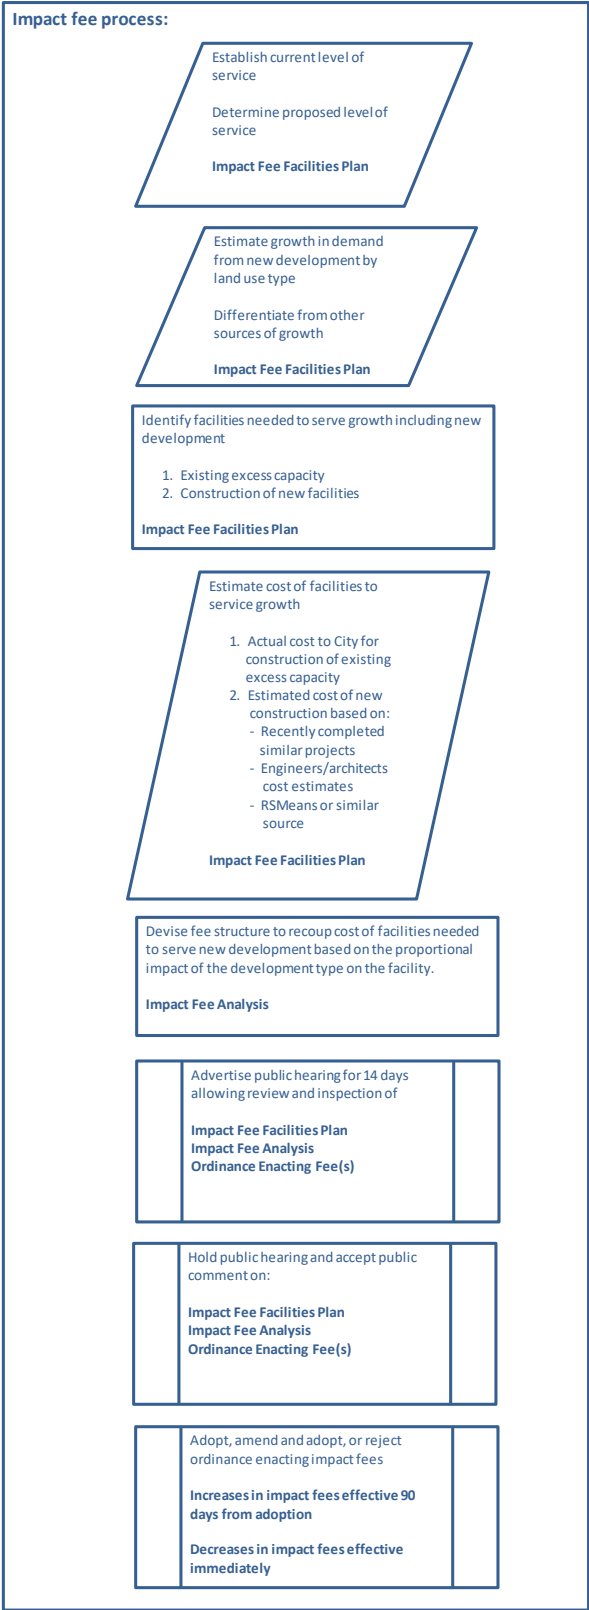 Impact fee process:
Establish current level of
service
Determine proposed level of
service
Impact Fee Facilities Plan
Estimate growth in demand
from new development by
land use type
Differentiate from other
sources of growth
Impact Fee Facilities Plan
Identify facilities needed to serve growth including new
development
1. Existing excess capacity
2. Construction of new facilities
Impact Fee Facilities Plan
Estimate cost of facilities to
service growth
1. Actual cost to City for
construction of existing
excess capacity
2. Estimated cost of new
construction based on:
- Recently completed
similar projects
- Engineers/architects
cost estimates
- RSMeans or similar
source
Impact Fee Facilities Plan
Devise fee structure to recoup cost of facilities needed
to serve new development based on the proportional
impact of the development type on the facility.
Impact Fee Analysis
Advertise public hearing for 14 days
allowing review and inspection of
Impact Fee Facilities Plan
Impact Fee Analysis
Ordinance Enacting Fee(s)
Hold public hearing and accept public
comment on:
Impact Fee Facilities Plan
Impact Fee Analysis
Ordinance Enacting Fee(s)
Adopt, amend and adopt, or reject
ordinance enacting impact fees
Increases in impact fees effective 90
days from adoption
Decreases in impact fees effective
immediately